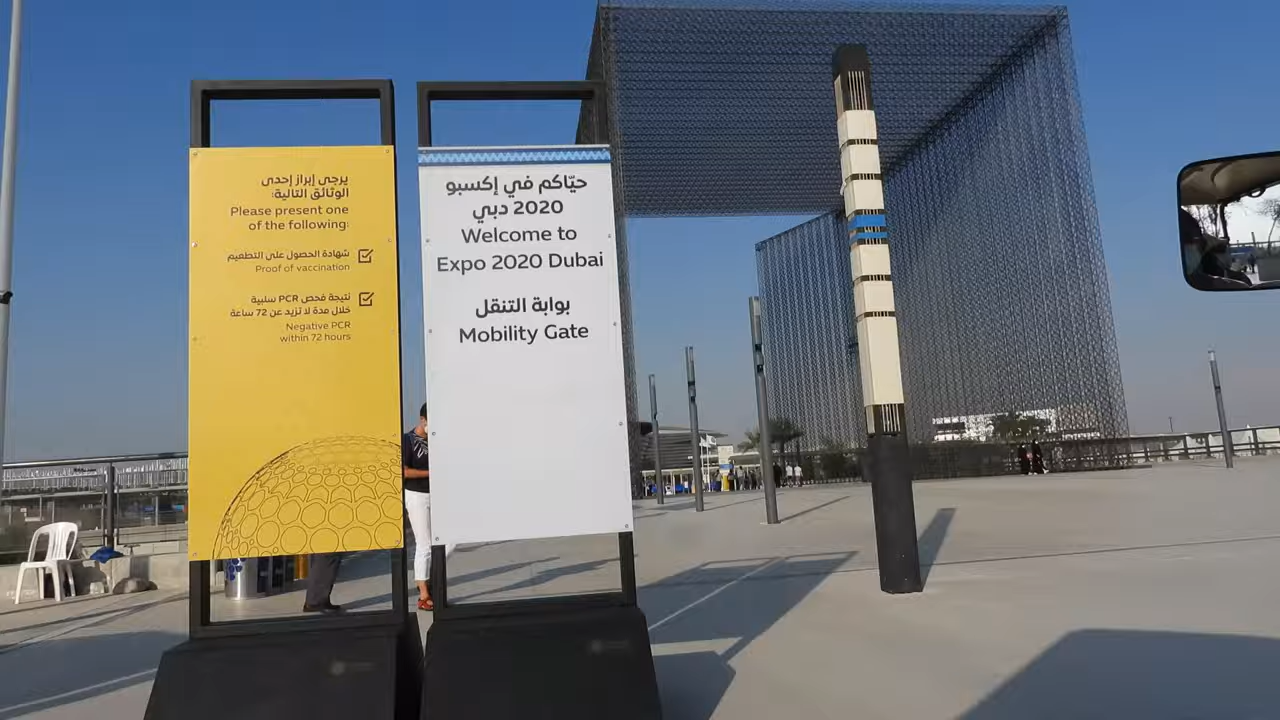 يرجى إبراز إحدى
الوثائق التالية:
Please present one
of the following:
شهادة الحصول على التطعيم
Proof of vaccination
نتيجة فحص PCR سلبية
خلال مدة لا تزيد عن 72 ساعة
Negative PCR
within 72 hours
حيّاكم في إكسبو
2020 دبي
Welcome to
Expo 2020 Dubai
بوابة التنقل
Mobility Gate